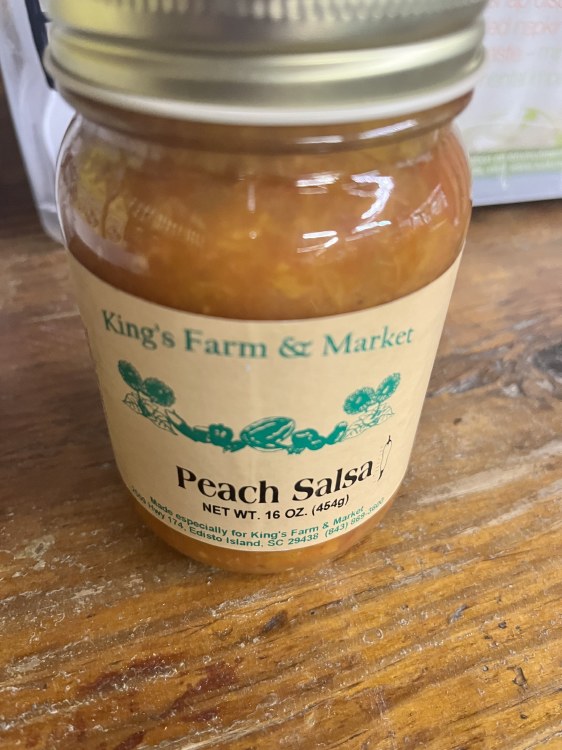 King's Farm & Market
Peach Salsa
NET WT. 16 OZ. (454g)
Made especially for King's Farm & Market
Hwy 174, Edisto Island, SC 29438 (843)